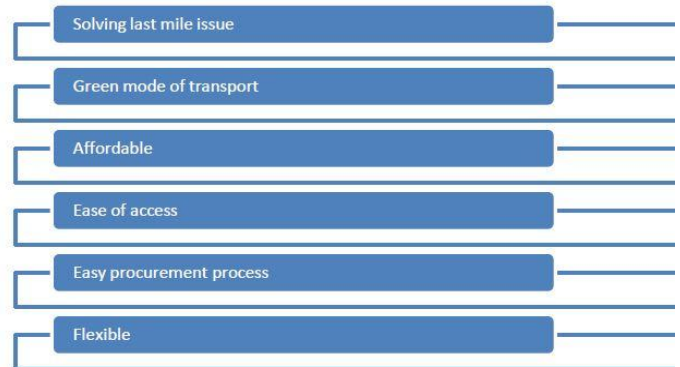 Solving last mile issue
Green mode of transport
Affordable
Ease of access
Easy procurement process
Flexible